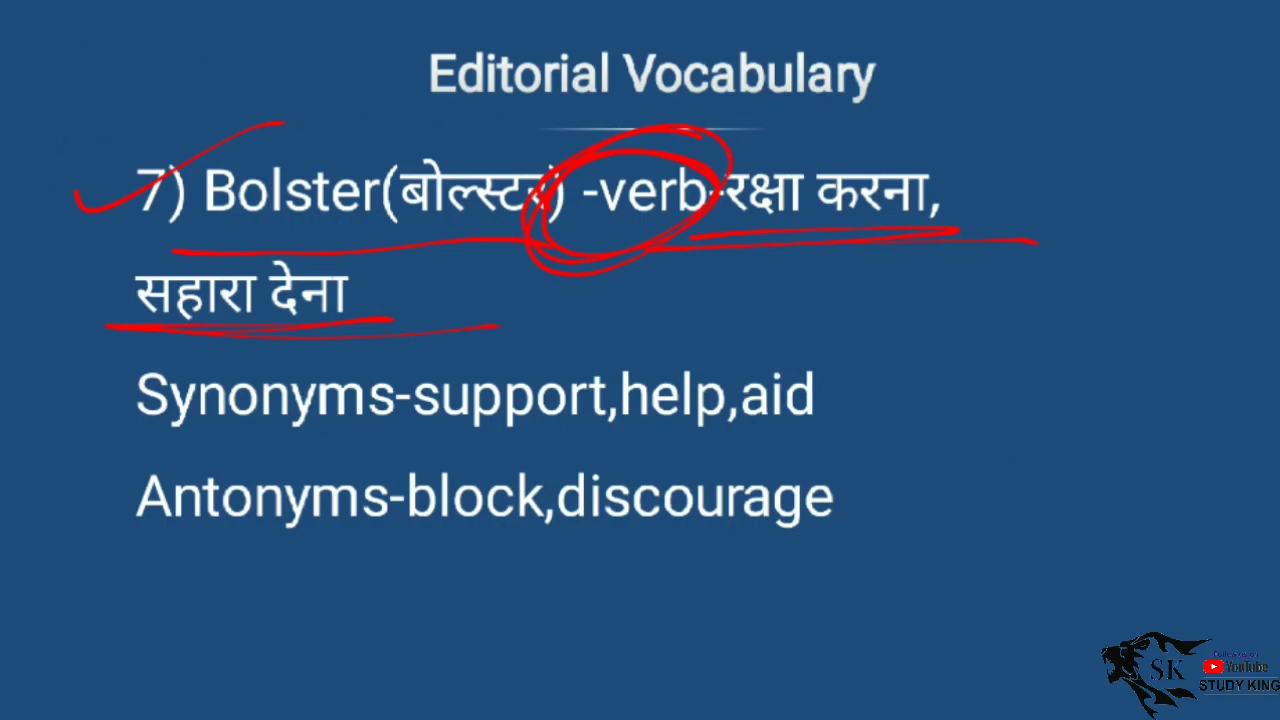 Editorial Vocabulary
7) Bolster(बोल्स्टर) -verb-रक्षा करना,
सहारा देना
Synonyms-support,help,aid
Antonyms-block,discourage
SK
YouTube
STUDY KING